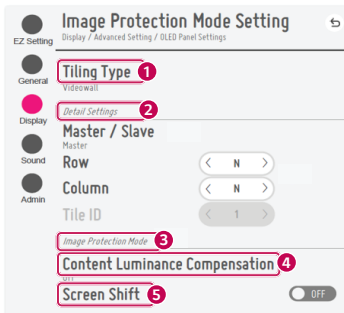 Image Protection Mode Setting
Display / Advanced Setting / OLED Panel Settings
EZ Setting
General
Display
Sound
Admin
Tiling Type 1
Videowall
Detail Settings 2
Master / Slave
Master
Row < N >
Column < N >
Tile ID < 1 >
Image Protection Mode 3
Content Luminance Compensation 4
Off
Screen Shift 5
OFF